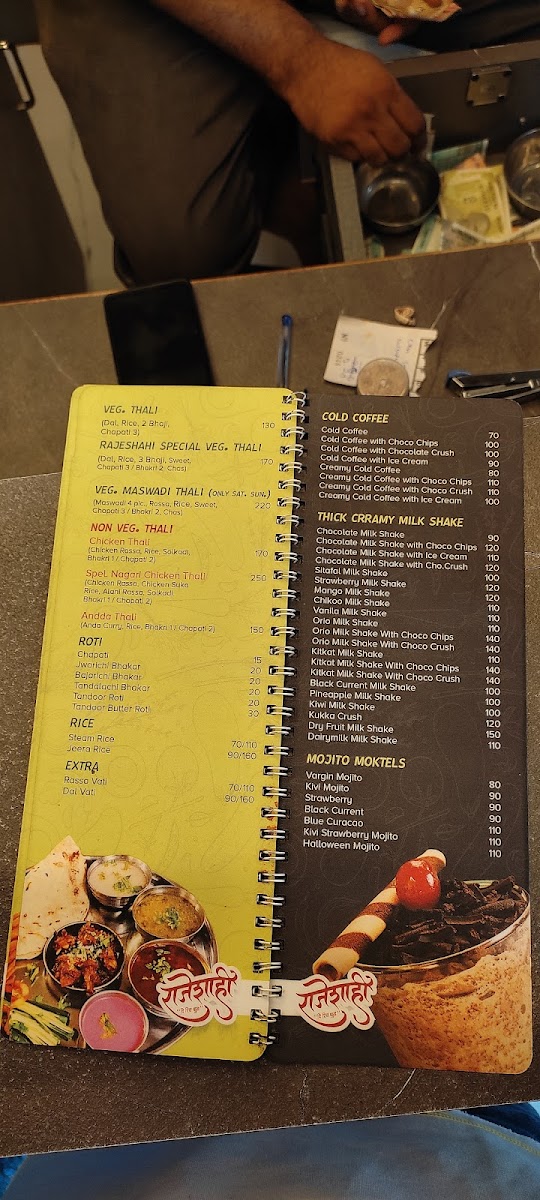 VEG. THALI
(Dal, Rice, 2 Bhaji, Chapati 3) 130
RAJESHAHI SPECIAL VEG. THALI
(Dal, Rice, 3 Bhaji, Sweet, 170
Chapati 3 / Bhakri 2, Chas)
VEG. MASWADI THALI (ONLY SAT. SUN.)
(Maswadi 4 pic., Rassa, Rice, Sweet, 220
Chapati 3 / Bhakri 2, Chas)
NON VEG. THALI
Chicken Thali
(Chicken Rassa, Rice, Solkadi, 170
Bhakri 1 / Chapati 2)
Spel. Nagari Chicken Thali 250
(Chicken Rassa, Chicken Suka
Rice, Alani Rassa, Solkadi
Bhakri 1 / Chapati 2)
Andda Thali
(Anda Curry, Rice, Bhakri 1 / Chapati 2) 150
ROTI
Chapati 15
Jwarichi Bhakar 20
Bajarichi Bhakar 20
Tandalachi Bhakar 20
Tandoor Roti 20
Tandoor Butter Roti 30
RICE
Steam Rice 70/110
Jeera Rice 90/160
EXTRA
Rassa Vati 70/110
Dal Vati 90/160
राजेशाही
COLD COFFEE
Cold Coffee 70
Cold Coffee with Choco Chips 100
Cold Coffee with Chocolate Crush 100
Cold Coffee with Ice Cream 90
Creamy Cold Coffee 80
Creamy Cold Coffee with Choco Chips 110
Creamy Cold Coffee with Choco Crush 110
Creamy Cold Coffee with Ice Cream 100
THICK CRRAMY MILK SHAKE
Chocolate Milk Shake 90
Chocolate Milk Shake with Choco Chips 120
Chocolate Milk Shake with Ice Cream 110
Chocolate Milk Shake with Cho.Crush 120
Sitafal Milk Shake 100
Strawberry Milk Shake 120
Mango Milk Shake 120
Chikoo Milk Shake 110
Vanila Milk Shake 110
Orio Milk Shake 110
Orio Milk Shake With Choco Chips 140
Orio Milk Shake With Choco Crush 140
Kitkat Milk Shake 110
Kitkat Milk Shake With Choco Chips 140
Kitkat Milk Shake With Choco Crush 140
Black Current Milk Shake 100
Pineapple Milk Shake 100
Kiwi Milk Shake 100
Kukka Crush 120
Dry Fruit Milk Shake 150
Dairymilk Milk Shake 110
MOJITO MOKTELS
Vargin Mojito 80
Kivi Mojito 90
Strawberry 90
Black Current 90
Blue Curacao 90
Kivi Strawberry Mojito 110
Halloween Mojito 110
राजेशाही